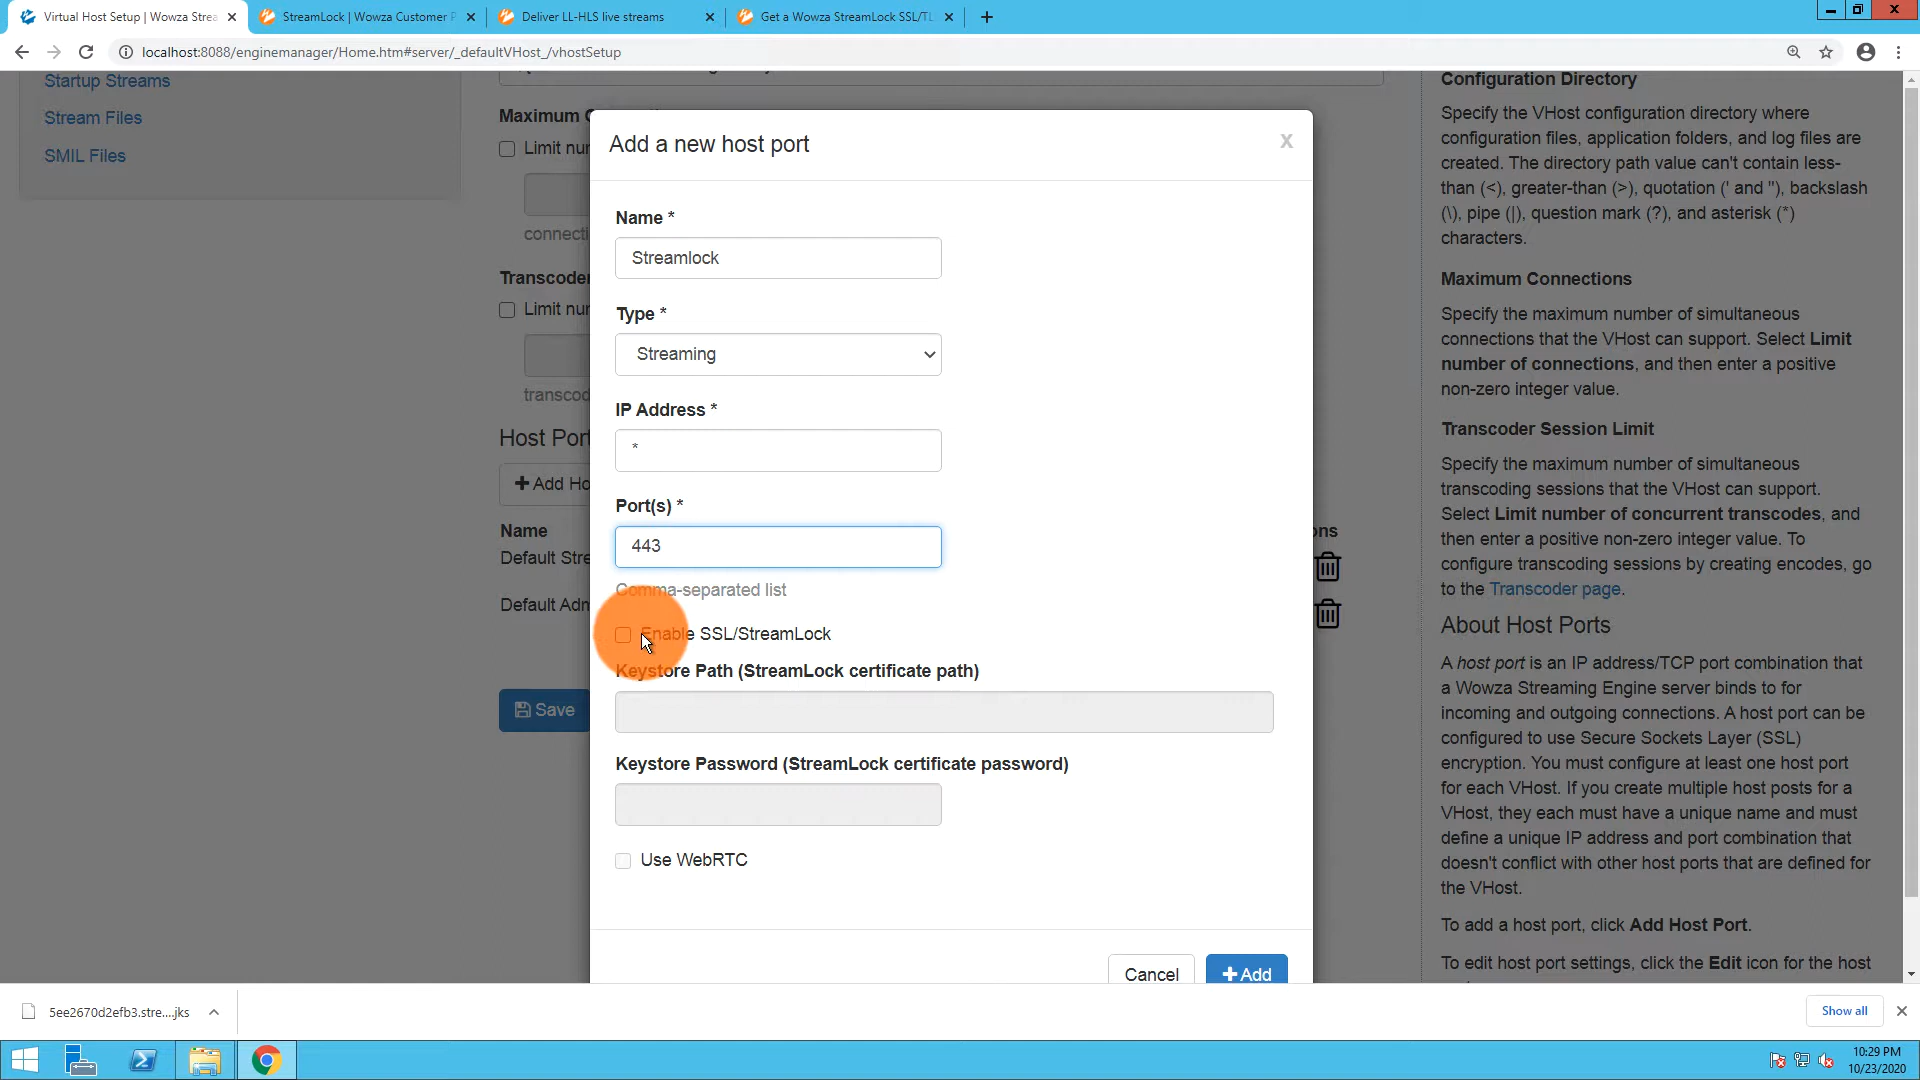 Virtual Host Setup | Wowza Strea
StreamLock | Wowza Customer P
Deliver LL-HLS live streams
Get a Wowza StreamLock SSL/TL
localhost:8088/enginemanager/Home.htm#server/_defaultVHost_/vhostSetup
Startup Streams
Stream Files
SMIL Files
Maximum C
Limit nur
connecti
Transcoder
Limit nur
transcod
Host Port
Add Ho
Name
Default Stre
Default Adn
ons
Save
Add a new host port
X
Name *
Streamlock
Type *
Streaming
IP Address *
*
Port(s) *
443
Comma-separated list
Enable SSL/StreamLock
Keystore Path (StreamLock certificate path)
Keystore Password (StreamLock certificate password)
Use WebRTC
Cancel
Add
Configuration Directory
Specify the VHost configuration directory where
configuration files, application folders, and log files are
created. The directory path value can't contain less-
than (<), greater-than (>), quotation (' and "), backslash
(\), pipe (|), question mark (?), and asterisk (*)
characters.
Maximum Connections
Specify the maximum number of simultaneous
connections that the VHost can support. Select Limit
number of connections, and then enter a positive
non-zero integer value.
Transcoder Session Limit
Specify the maximum number of simultaneous
transcoding sessions that the VHost can support.
Select Limit number of concurrent transcodes, and
then enter a positive non-zero integer value. To
configure transcoding sessions by creating encodes, go
to the Transcoder page.
About Host Ports
A host port is an IP address/TCP port combination that
a Wowza Streaming Engine server binds to for
incoming and outgoing connections. A host port can be
configured to use Secure Sockets Layer (SSL)
encryption. You must configure at least one host port
for each VHost. If you create multiple host posts for a
VHost, they each must have a unique name and must
define a unique IP address and port combination that
doesn't conflict with other host ports that are defined for
the VHost.
To add a host port, click Add Host Port.
To edit host port settings, click the Edit icon for the host
5ee2670d2efb3.stre....jks
Show all
10:29 PM
10/23/2020